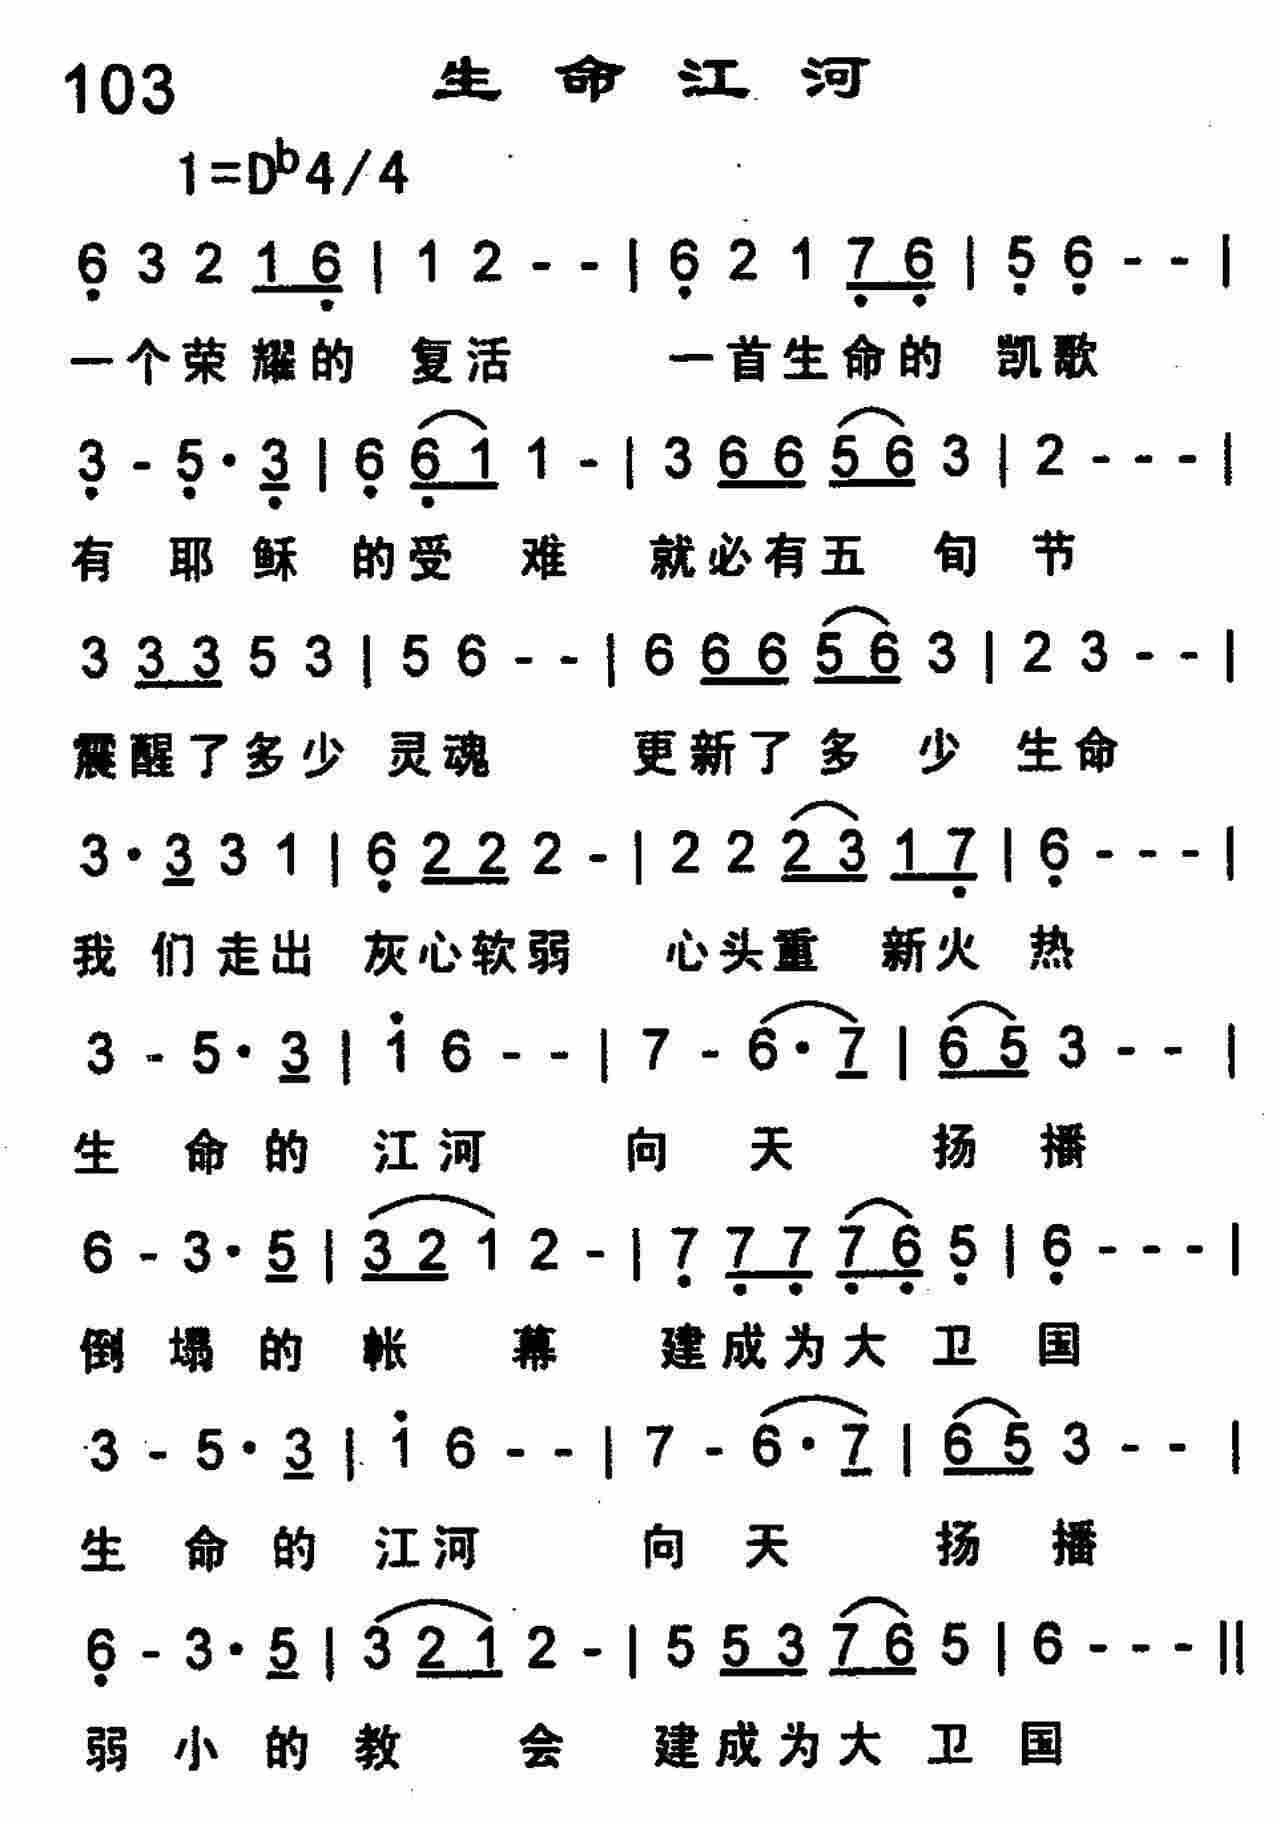 103 生命江河
1=D♭4/4
6̣ 3 2 1 6̣ | 1 2 - - | 6̣ 2 1 7̣ 6̣ | 5̣ 6̣ - - |
一个荣耀的 复活 一首生命的 凯歌
3̣ - 5̣· 3̣ | 6̣ 6̣ 1 1 - | 3 6 6 5 6 3 | 2 - - - |
有 耶 稣 的受 难 就必有五 旬 节
3 3 3 5 3 | 5 6 - - | 6 6 6 5 6 3 | 2 3 - - |
震醒了多少 灵魂 更新了多 少 生命
3· 3 3 1 | 6̣ 2 2 2 - | 2 2 2 3 1 7̣ | 6̣ - - - |
我 们走出 灰心软弱 心头重 新火 热
3 - 5· 3 | 1̇ 6 - - | 7 - 6· 7 | 6 5 3 - - |
生 命 的 江河 向 天 扬 播
6 - 3· 5 | 3 2 1 2 - | 7̣ 7̣ 7̣ 7̣ 6̣ 5̣ | 6̣ - - - |
倒 塌 的 帐 幕 建成为大 卫 国
3 - 5· 3 | 1̇ 6 - - | 7 - 6· 7 | 6 5 3 - - |
生 命 的 江河 向 天 扬 播
6̣ - 3· 5 | 3 2 1 2 - | 5 5 3 7 6 5 | 6 - - - ||
弱 小 的 教 会 建成为大 卫 国